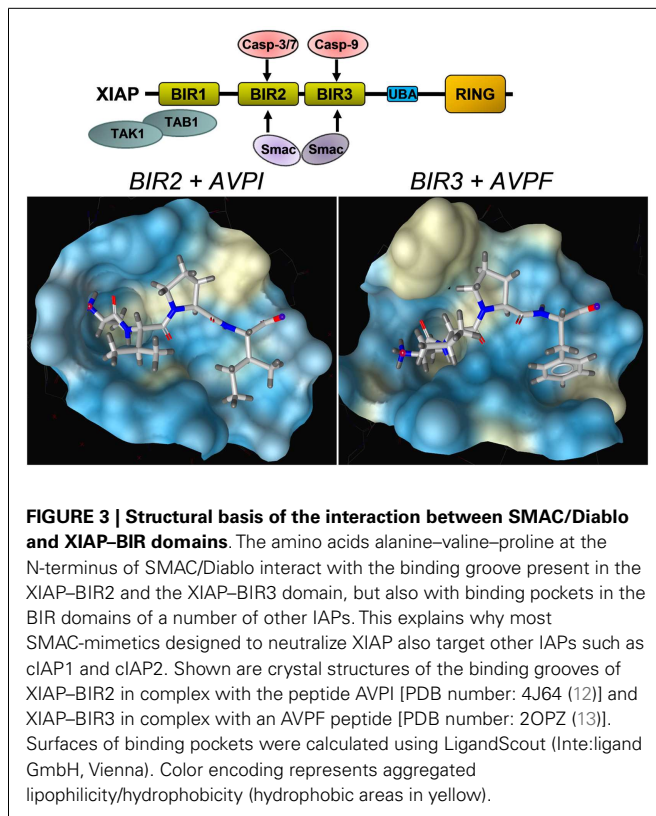 Casp-3/7 Casp-9
XIAP BIR1 BIR2 BIR3 UBA RING
TAK1 TAB1
Smac Smac
BIR2 + AVPI BIR3 + AVPF
FIGURE 3 | Structural basis of the interaction between SMAC/Diablo
and XIAP–BIR domains. The amino acids alanine–valine–proline at the
N-terminus of SMAC/Diablo interact with the binding groove present in the
XIAP–BIR2 and the XIAP–BIR3 domain, but also with binding pockets in the
BIR domains of a number of other IAPs. This explains why most
SMAC-mimetics designed to neutralize XIAP also target other IAPs such as
cIAP1 and cIAP2. Shown are crystal structures of the binding grooves of
XIAP–BIR2 in complex with the peptide AVPI [PDB number: 4J64 (12)] and
XIAP–BIR3 in complex with an AVPF peptide [PDB number: 2OPZ (13)].
Surfaces of binding pockets were calculated using LigandScout (Inte:ligand
GmbH, Vienna). Color encoding represents aggregated
lipophilicity/hydrophobicity (hydrophobic areas in yellow).